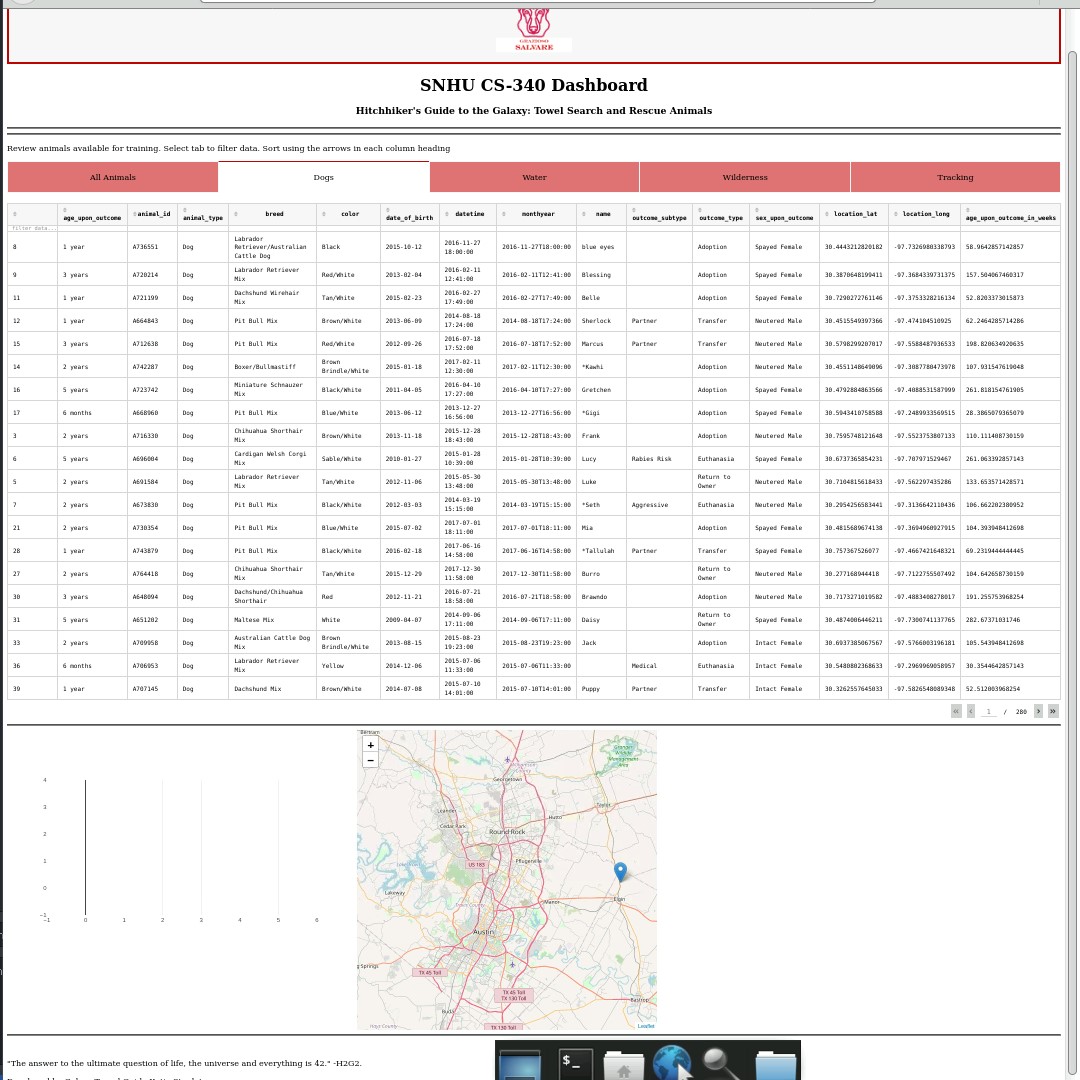 GRAZIOSO
SALVARE
SNHU CS-340 Dashboard
Hitchhiker's Guide to the Galaxy: Towel Search and Rescue Animals
Review animals available for training. Select tab to filter data. Sort using the arrows in each column heading
All Animals Dogs Water Wilderness Tracking
age_upon_outcome animal_id animal_type breed color date_of_birth datetime monthyear name outcome_subtype outcome_type sex_upon_outcome location_lat location_long age_upon_outcome_in_weeks
filter data...
8 1 year A736551 Dog Labrador Retriever/Australian Cattle Dog Black 2015-10-12 2016-11-27 18:00:00 2016-11-27T18:00:00 blue eyes Adoption Spayed Female 30.4443212820182 -97.7326980338793 58.9642857142857
9 3 years A720214 Dog Labrador Retriever Mix Red/White 2013-02-04 2016-02-11 12:41:00 2016-02-11T12:41:00 Blessing Adoption Spayed Female 30.3870648199411 -97.3684339731375 157.504067460317
11 1 year A721199 Dog Dachshund Wirehair Mix Tan/White 2015-02-23 2016-02-27 17:49:00 2016-02-27T17:49:00 Belle Adoption Spayed Female 30.7290272761146 -97.3753328216134 52.8203373015873
12 1 year A664843 Dog Pit Bull Mix Brown/White 2013-06-09 2014-08-18 17:24:00 2014-08-18T17:24:00 Sherlock Partner Transfer Neutered Male 30.4515549397366 -97.474104510925 62.2464285714286
15 3 years A712638 Dog Pit Bull Mix Red/White 2012-09-26 2016-07-18 17:52:00 2016-07-18T17:52:00 Marcus Partner Transfer Neutered Male 30.5798299207017 -97.5588487936533 198.820634920635
14 2 years A742287 Dog Boxer/Bullmastiff Brown Brindle/White 2015-01-18 2017-02-11 12:30:00 2017-02-11T12:30:00 *Kawhi Adoption Neutered Male 30.4551148649096 -97.3087780473978 107.931547619048
16 5 years A723742 Dog Miniature Schnauzer Mix Black/White 2011-04-05 2016-04-10 17:27:00 2016-04-10T17:27:00 Gretchen Adoption Spayed Female 30.4792884863566 -97.4088531587999 261.818154761905
17 6 months A668960 Dog Pit Bull Mix Blue/White 2013-06-12 2013-12-27 16:56:00 2013-12-27T16:56:00 *Gigi Adoption Spayed Female 30.5943410758588 -97.2489933569515 28.3865079365079
3 2 years A716330 Dog Chihuahua Shorthair Mix Brown/White 2013-11-18 2015-12-28 18:43:00 2015-12-28T18:43:00 Frank Adoption Neutered Male 30.7595748121648 -97.5523753807133 110.111408730159
6 5 years A696004 Dog Cardigan Welsh Corgi Mix Sable/White 2010-01-27 2015-01-28 10:39:00 2015-01-28T10:39:00 Lucy Rabies Risk Euthanasia Spayed Female 30.6737365854231 -97.707971529467 261.063392857143
5 2 years A691584 Dog Labrador Retriever Mix Tan/White 2012-11-06 2015-05-30 13:48:00 2015-05-30T13:48:00 Luke Return to Owner Neutered Male 30.7104815618433 -97.562297435286 133.653571428571
7 2 years A673830 Dog Pit Bull Mix Black/White 2012-03-03 2014-03-19 15:15:00 2014-03-19T15:15:00 *Seth Aggressive Euthanasia Neutered Male 30.2954256583441 -97.3136642110436 106.662202380952
21 2 years A730354 Dog Pit Bull Mix Blue/White 2015-07-02 2017-07-01 18:11:00 2017-07-01T18:11:00 Mia Adoption Spayed Female 30.4815689674138 -97.3694960927915 104.393948412698
28 1 year A743879 Dog Pit Bull Mix Black/White 2016-02-18 2017-06-16 14:58:00 2017-06-16T14:58:00 *Tallulah Partner Transfer Spayed Female 30.757367526077 -97.4667421648321 69.2319444444445
27 2 years A764418 Dog Chihuahua Shorthair Mix Tan/White 2015-12-29 2017-12-30 11:58:00 2017-12-30T11:58:00 Burro Return to Owner Neutered Male 30.277168944418 -97.7122755507492 104.642658730159
30 3 years A648094 Dog Dachshund/Chihuahua Shorthair Red 2012-11-21 2016-07-21 18:58:00 2016-07-21T18:58:00 Brawndo Adoption Neutered Male 30.7173271019582 -97.4883408278017 191.255753968254
31 5 years A651202 Dog Maltese Mix White 2009-04-07 2014-09-06 17:11:00 2014-09-06T17:11:00 Daisy Return to Owner Spayed Female 30.4874006446211 -97.7300741137765 282.67371031746
33 2 years A709958 Dog Australian Cattle Dog Mix Brown Brindle/White 2013-08-15 2015-08-23 19:23:00 2015-08-23T19:23:00 Jack Adoption Intact Female 30.6937385067567 -97.5766003196181 105.543948412698
36 6 months A706953 Dog Labrador Retriever Mix Yellow 2014-12-06 2015-07-06 11:33:00 2015-07-06T11:33:00 Medical Euthanasia Intact Female 30.5480802368633 -97.2969969058957 30.3544642857143
39 1 year A707145 Dog Dachshund Mix Brown/White 2014-07-08 2015-07-10 14:01:00 2015-07-10T14:01:00 Puppy Partner Transfer Intact Female 30.3262557645033 -97.5826548089348 52.512003968254
« ‹ 1 / 280 › »
4
3
2
1
0
−1
−1 0 1 2 3 4 5 6
+
−
Bertram
Georgetown
Leander
Cedar Park
Round Rock
Hutto
Taylor
US 183
Pflugerville
Lakeway
Manor
Elgin
Austin
TX 45 Toll
TX 45 Toll
TX 130 Toll
Bastrop
Buda
Hays County
TX 130 Toll
Leaflet
"The answer to the ultimate question of life, the universe and everything is 42." -H2G2.
$_